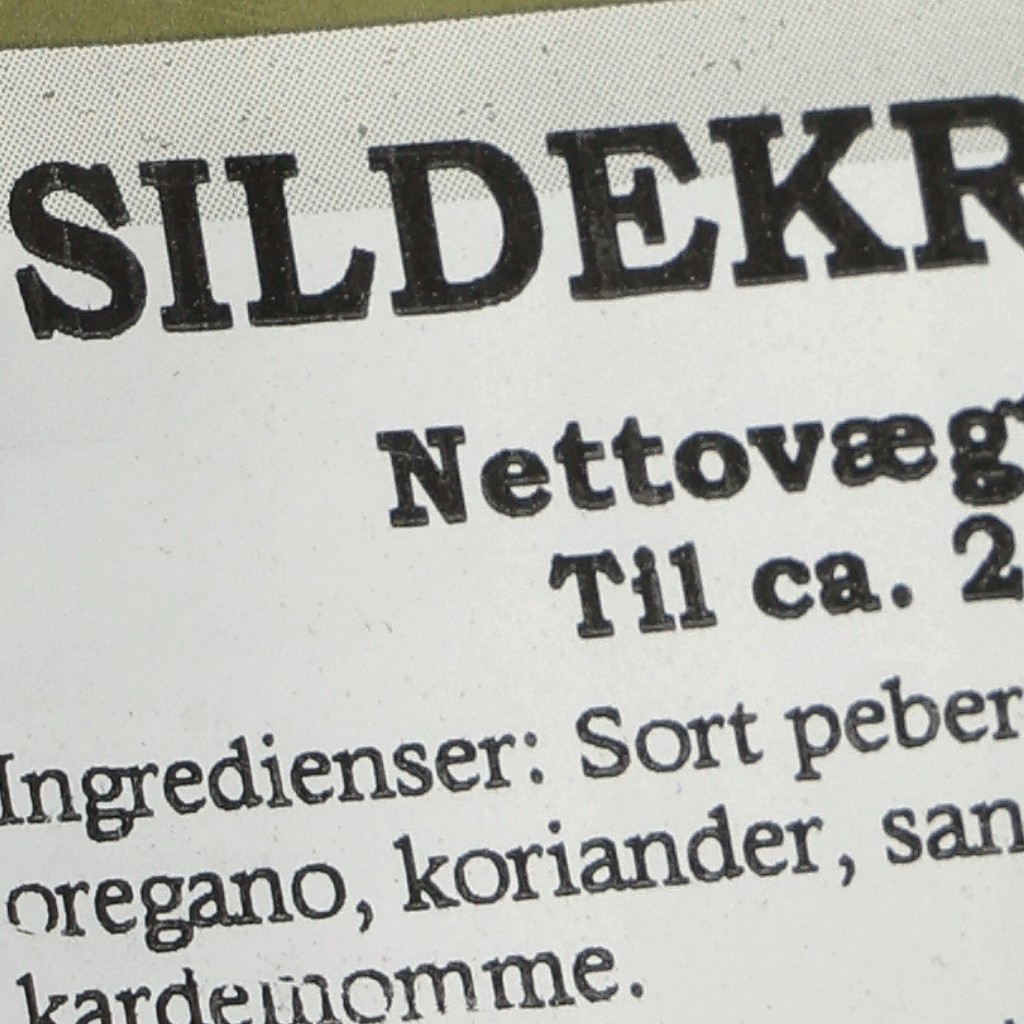 SILDEKR
Nettovæg
Til ca. 2
Ingredienser: Sort peber
oregano, koriander, san
kardemomme.